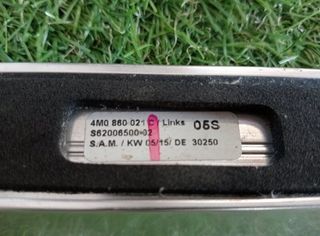 4M0 860 021 C / Links 05S
S62006500-02
S.A.M. / KW 05/15/ DE 30250